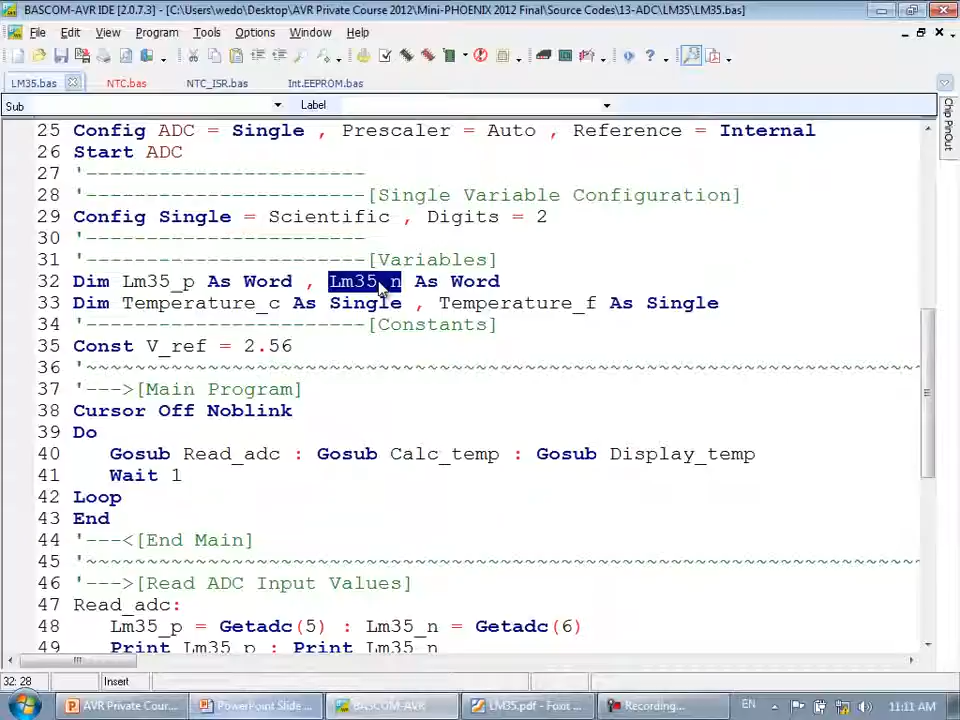 BASCOM-AVR IDE [2.0.7.3] - [C:\Users\wedo\Desktop\AVR Private Course 2012\Mini-PHOENIX 2012 Final\Source Codes\13-ADC\LM35\LM35.bas]
File Edit View Program Tools Options Window Help
LM35.bas NTC.bas NTC_ISR.bas Int.EEPROM.bas
Sub Label
Chip PinOut
25 Config ADC = Single , Prescaler = Auto , Reference = Internal
26 Start ADC
27 '-----------------------
28 '-----------------------[Single Variable Configuration]
29 Config Single = Scientific , Digits = 2
30 '-----------------------
31 '-----------------------[Variables]
32 Dim Lm35_p As Word , Lm35_n As Word
33 Dim Temperature_c As Single , Temperature_f As Single
34 '-----------------------[Constants]
35 Const V_ref = 2.56
36 '~~~~~~~~~~~~~~~~~~~~~~~~~~~~~~~~~~~~~~~~~~~~~~~~~~~~~~~~~~~~~~~~~~~~~
37 '--->[Main Program]
38 Cursor Off Noblink
39 Do
40 Gosub Read_adc : Gosub Calc_temp : Gosub Display_temp
41 Wait 1
42 Loop
43 End
44 '---<[End Main]
45 '~~~~~~~~~~~~~~~~~~~~~~~~~~~~~~~~~~~~~~~~~~~~~~~~~~~~~~~~~~~~~~~~~~~~~
46 '--->[Read ADC Input Values]
47 Read_adc:
48 Lm35_p = Getadc(5) : Lm35_n = Getadc(6)
49 Print Lm35_p : Print Lm35_n
32: 28 Insert
AVR Private Cour... PowerPoint Slide ... BASCOM-AVR LM35.pdf - Foxit ... Recording... EN 11:11 AM